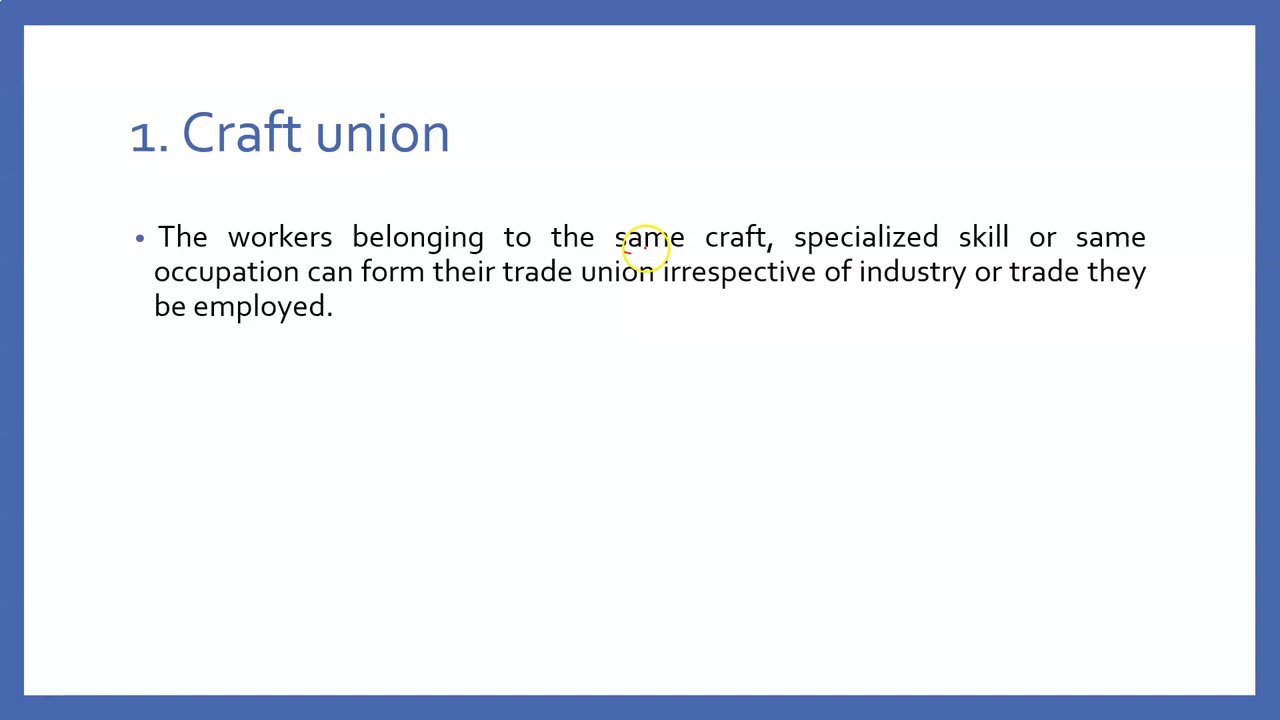 1. Craft union
• The workers belonging to the same craft, specialized skill or same
occupation can form their trade union irrespective of industry or trade they
be employed.